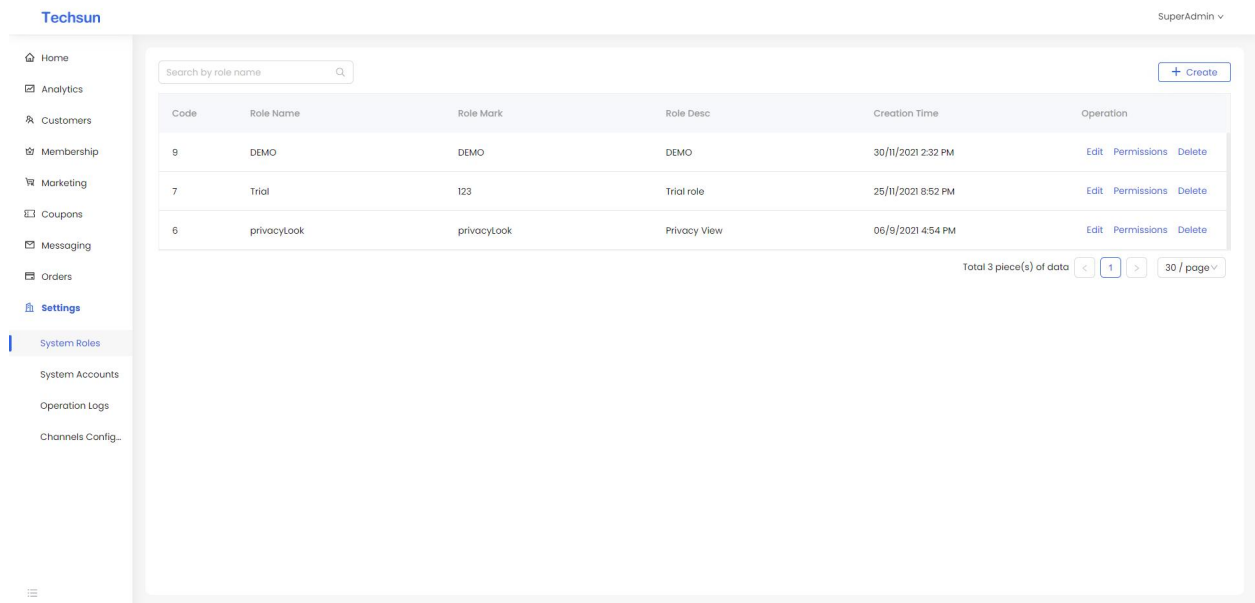 Techsun
SuperAdmin
Home
Analytics
Customers
Membership
Marketing
Coupons
Messaging
Orders
Settings
System Roles
System Accounts
Operation Logs
Channels Config...
Search by role name
+ Create
Code Role Name Role Mark Role Desc Creation Time Operation
9 DEMO DEMO DEMO 30/11/2021 2:32 PM Edit Permissions Delete
7 Trial 123 Trial role 25/11/2021 8:52 PM Edit Permissions Delete
6 privacyLook privacyLook Privacy View 06/9/2021 4:54 PM Edit Permissions Delete
Total 3 piece(s) of data < 1 > 30 / page